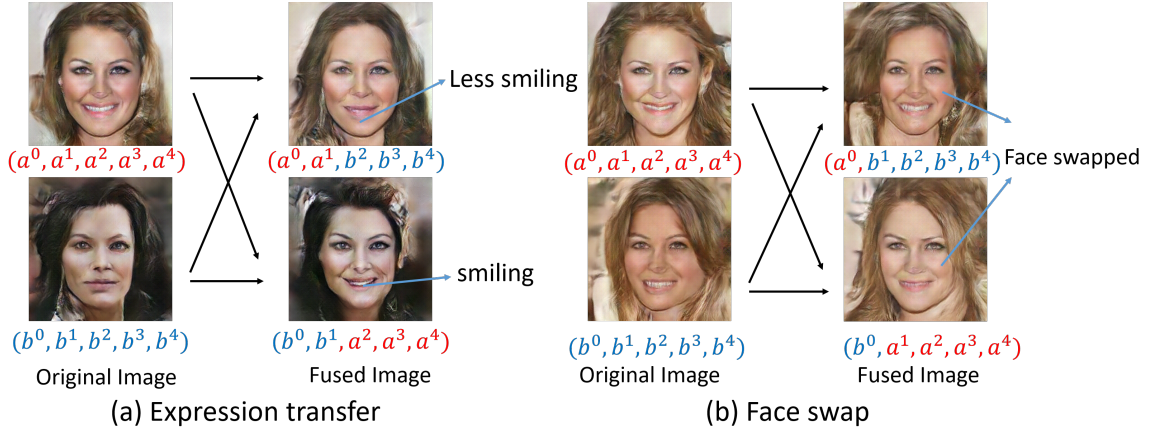 Less smiling
(a⁰, a¹, a², a³, a⁴)
(a⁰, a¹, b², b³, b⁴)
smiling
(b⁰, b¹, b², b³, b⁴)
(b⁰, b¹, a², a³, a⁴)
Original Image
Fused Image
(a) Expression transfer
(a⁰, a¹, a², a³, a⁴)
(a⁰, b¹, b², b³, b⁴)
Face swapped
(b⁰, b¹, b², b³, b⁴)
(b⁰, a¹, a², a³, a⁴)
Original Image
Fused Image
(b) Face swap